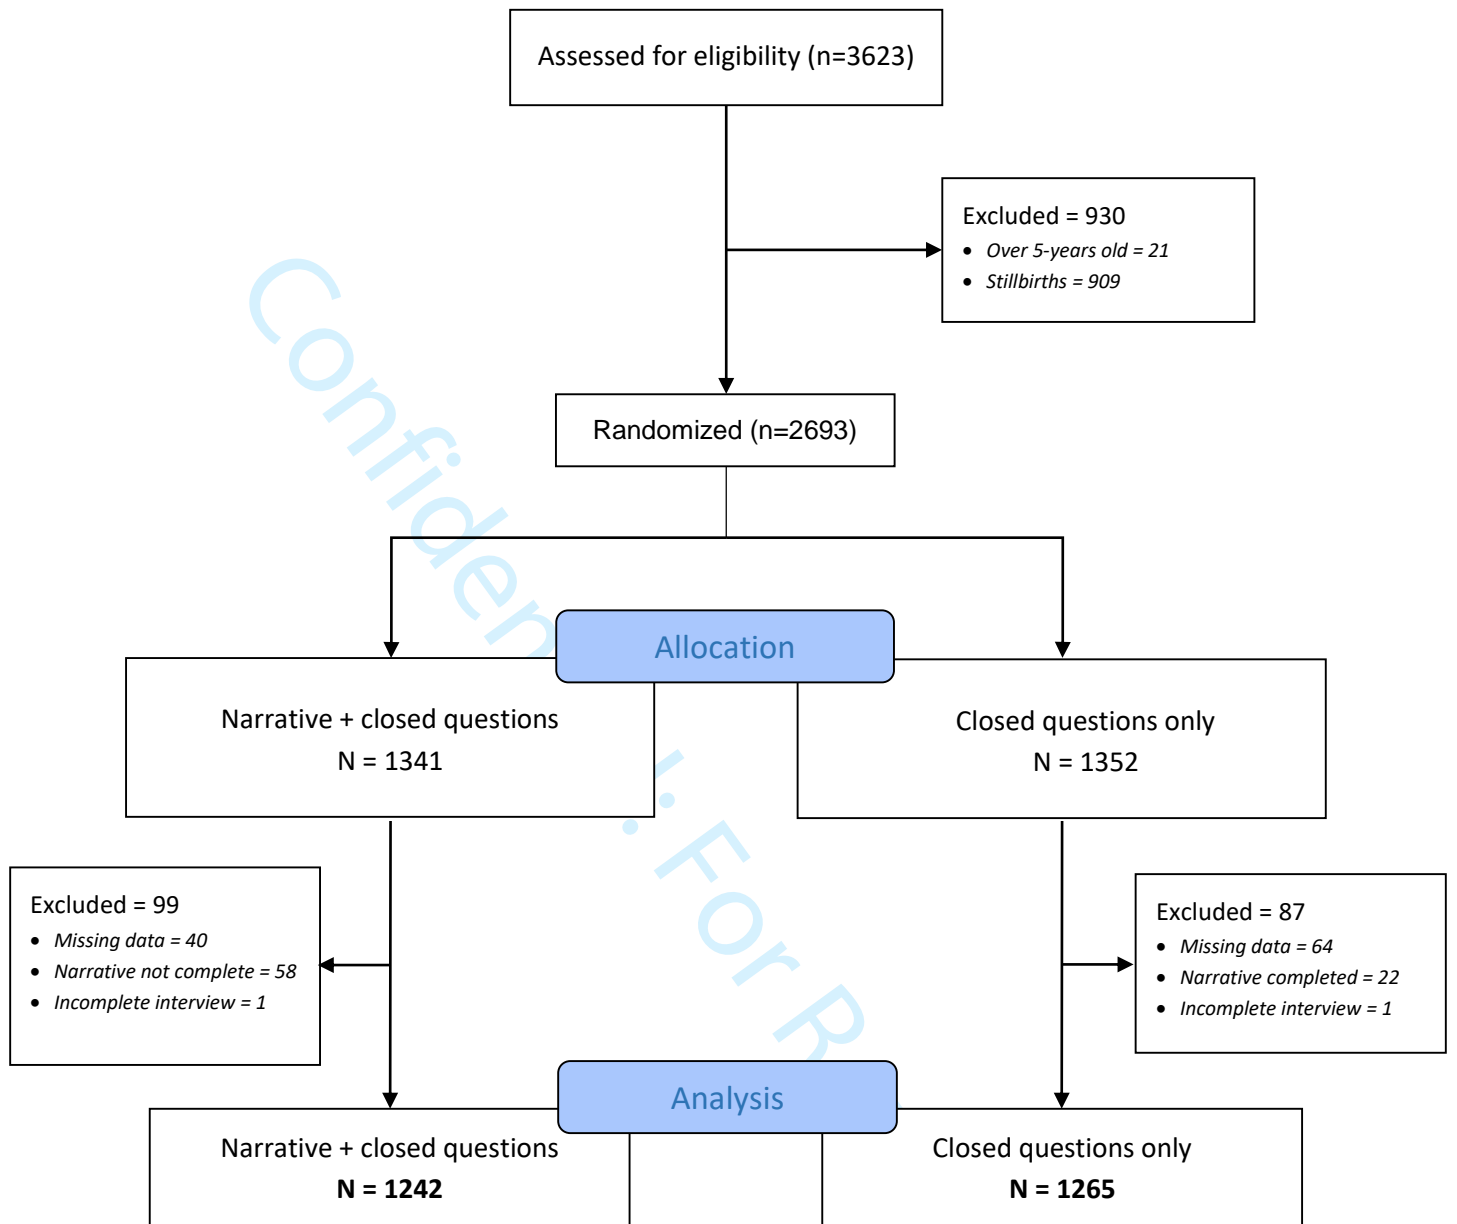 Assessed for eligibility (n=3623)
Excluded = 930
• Over 5-years old = 21
• Stillbirths = 909
Randomized (n=2693)
Allocation
Narrative + closed questions
N = 1341
Closed questions only
N = 1352
Excluded = 99
• Missing data = 40
• Narrative not complete = 58
• Incomplete interview = 1
Excluded = 87
• Missing data = 64
• Narrative completed = 22
• Incomplete interview = 1
Analysis
Narrative + closed questions
N = 1242
Closed questions only
N = 1265
: For R